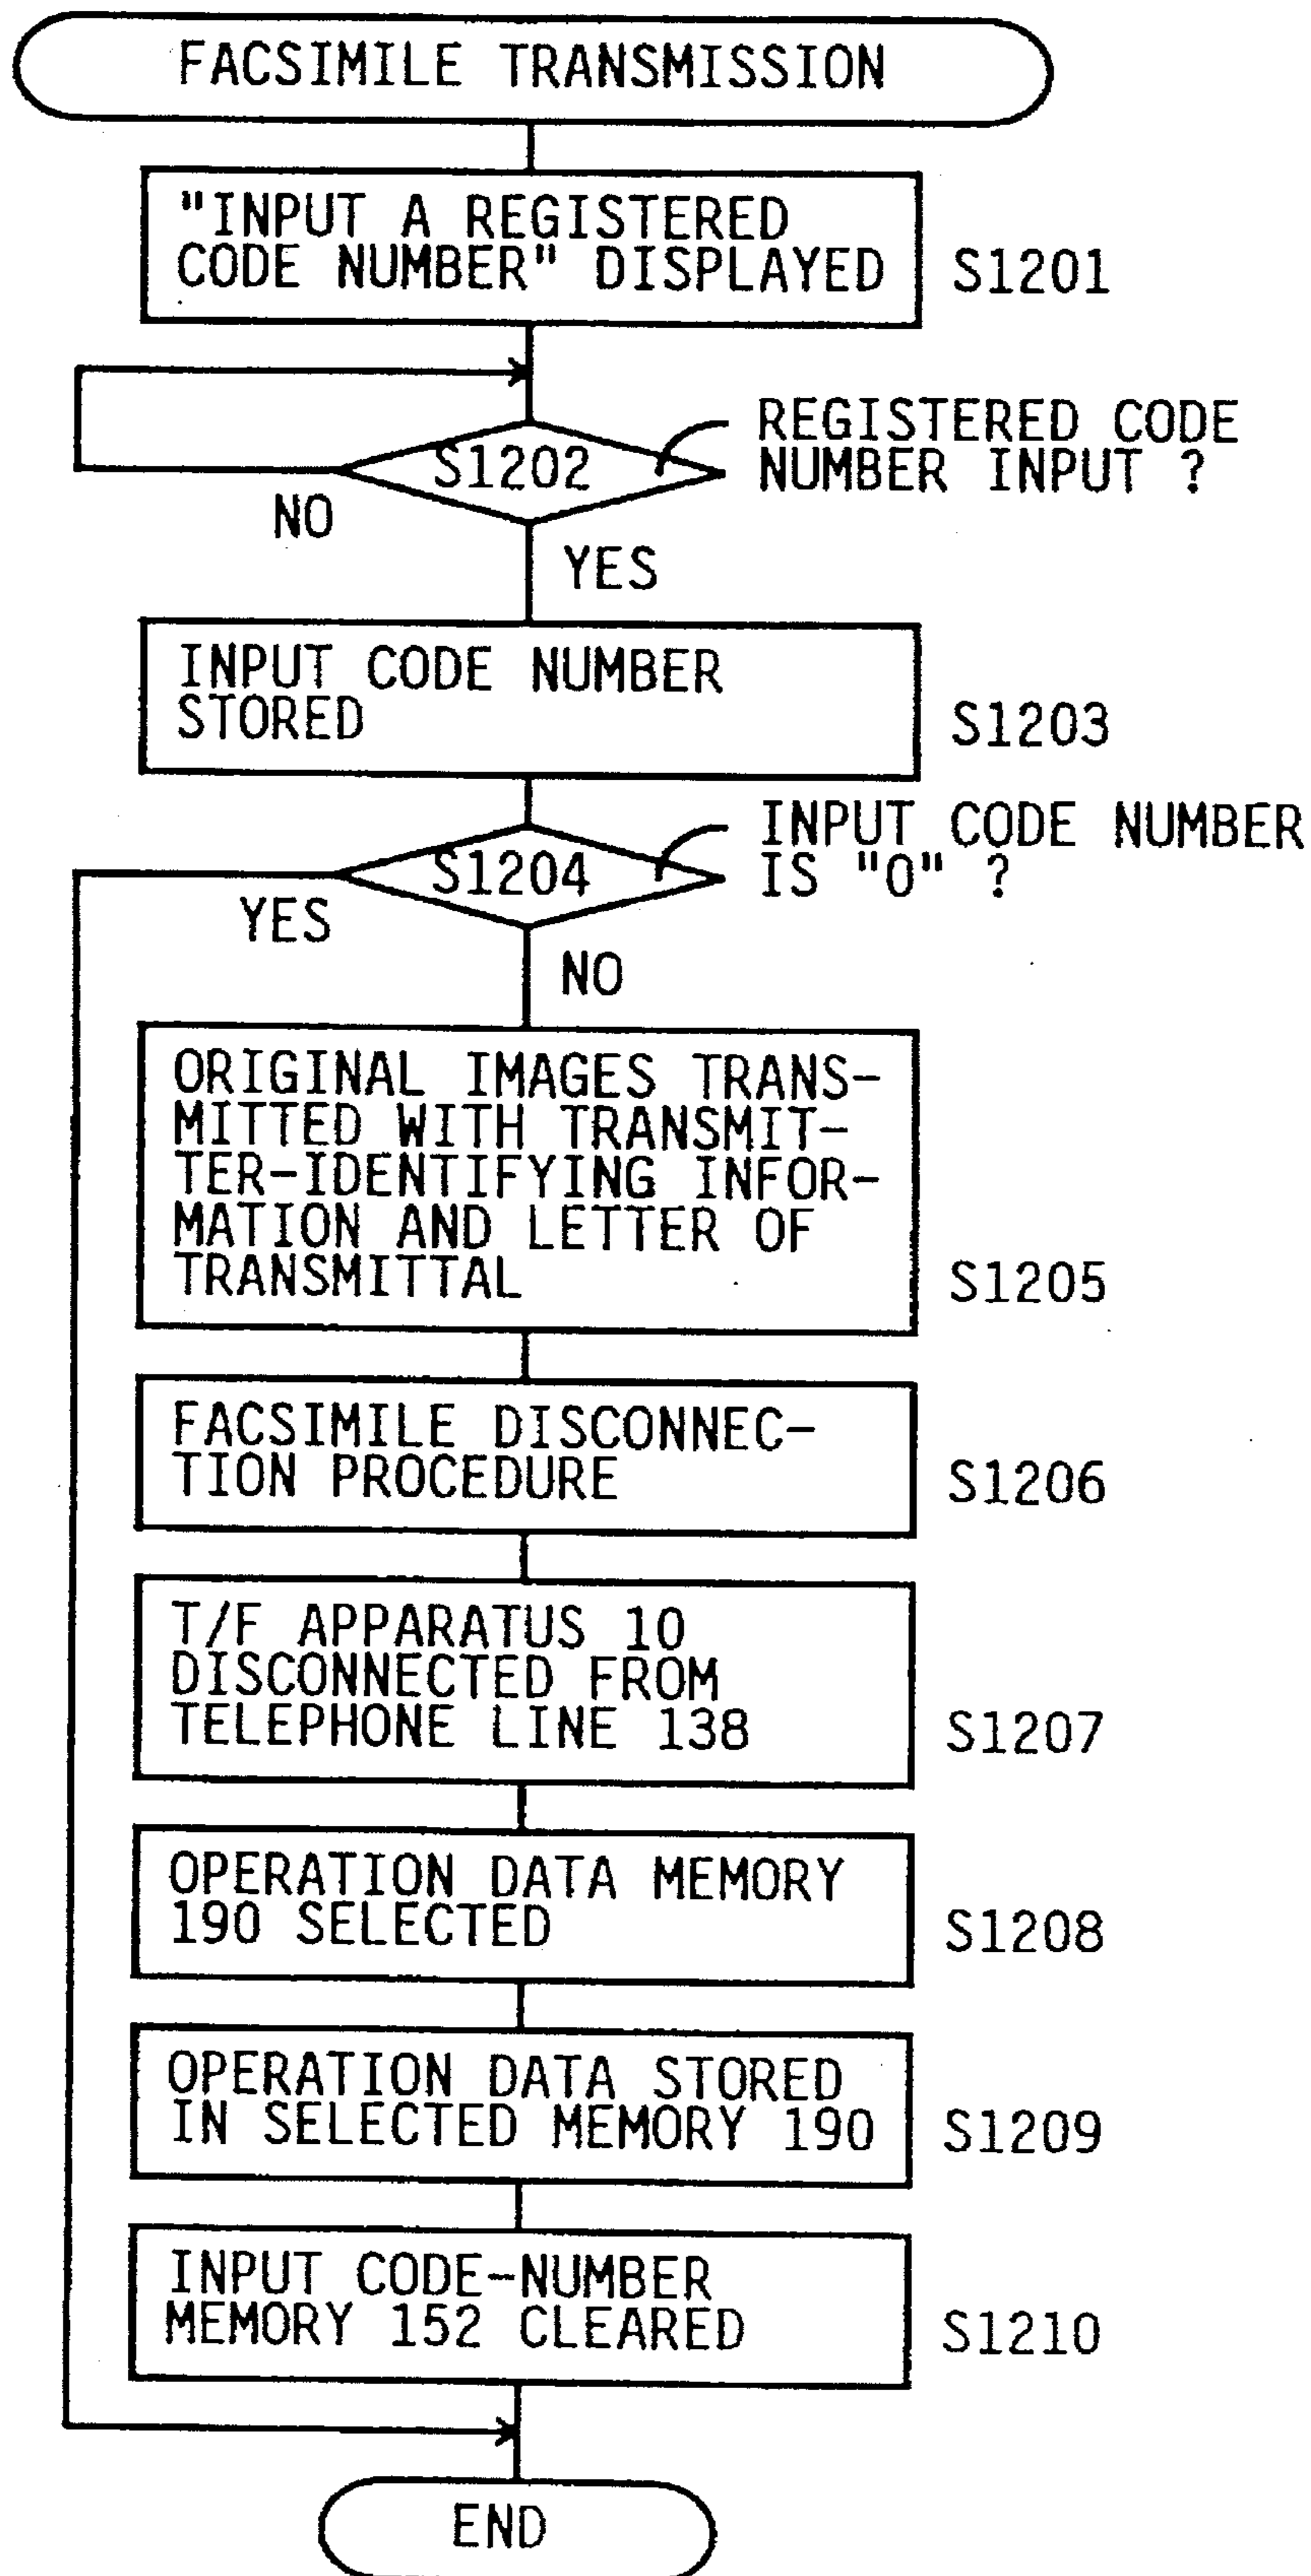 FACSIMILE TRANSMISSION
"INPUT A REGISTERED
CODE NUMBER" DISPLAYED
S1201
S1202
REGISTERED CODE
NUMBER INPUT ?
NO
YES
INPUT CODE NUMBER
STORED
S1203
S1204
INPUT CODE NUMBER
IS "0" ?
YES
NO
ORIGINAL IMAGES TRANS-
MITTED WITH TRANSMIT-
TER-IDENTIFYING INFOR-
MATION AND LETTER OF
TRANSMITTAL
S1205
FACSIMILE DISCONNEC-
TION PROCEDURE
S1206
T/F APPARATUS 10
DISCONNECTED FROM
TELEPHONE LINE 138
S1207
OPERATION DATA MEMORY
190 SELECTED
S1208
OPERATION DATA STORED
IN SELECTED MEMORY 190
S1209
INPUT CODE-NUMBER
MEMORY 152 CLEARED
S1210
END